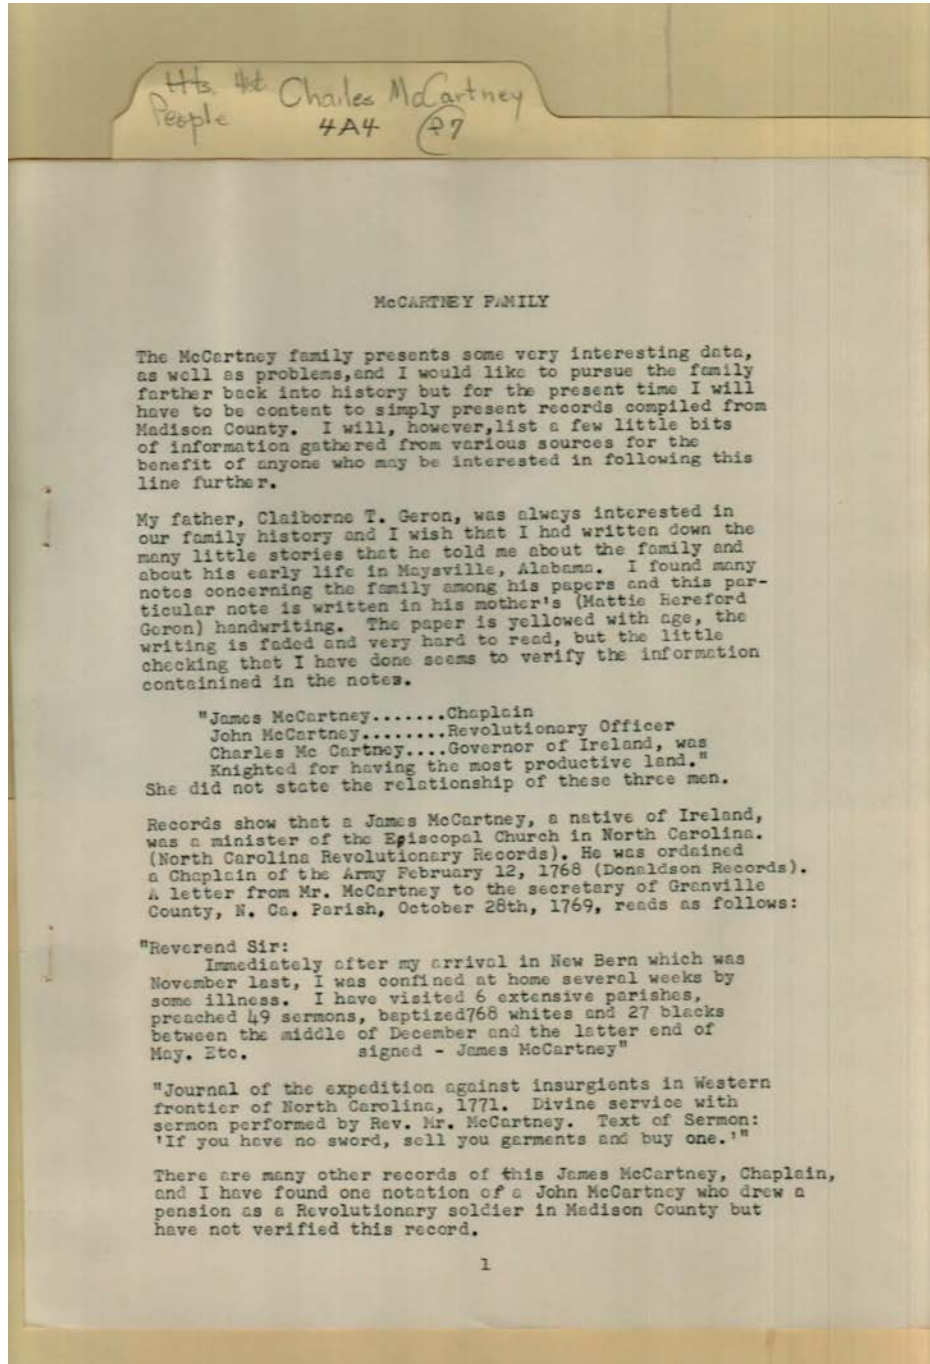 Hts. Hst Charles McCartney
People 4A4 P7
McCARTNEY FAMILY
The McCartney family presents some very interesting data,
as well as problems,and I would like to pursue the family
farther back into history but for the present time I will
have to be content to simply present records compiled from
Madison County. I will, however,list a few little bits
of information gathered from various sources for the
benefit of anyone who may be interested in following this
line further.
My father, Claiborne T. Geron, was always interested in
our family history and I wish that I had written down the
many little stories that he told me about the family and
about his early life in Maysville, Alabama. I found many
notes concerning the family among his papers and this par-
ticular note is written in his mother's (Mattie Hereford
Geron) handwriting. The paper is yellowed with age, the
writing is faded and very hard to read, but the little
checking that I have done seems to verify the information
containined in the notes.
"James McCartney.......Chaplain
John McCartney........Revolutionary Officer
Charles Mc Cartney....Governor of Ireland, was
Knighted for having the most productive land."
She did not state the relationship of these three men.
Records show that a James McCartney, a native of Ireland,
was a minister of the Episcopal Church in North Carolina.
(North Carolina Revolutionary Records). He was ordained
a Chaplain of the Army February 12, 1768 (Donaldson Records).
A letter from Mr. McCartney to the secretary of Granville
County, N. Ca. Parish, October 28th, 1769, reads as follows:
"Reverend Sir:
Immediately after my arrival in New Bern which was
November last, I was confined at home several weeks by
some illness. I have visited 6 extensive parishes,
preached 49 sermons, baptized768 whites and 27 blacks
between the middle of December and the latter end of
May. Etc. signed - James McCartney"
"Journal of the expedition against insurgients in Western
frontier of North Carolina, 1771. Divine service with
sermon performed by Rev. Mr. McCartney. Text of Sermon:
'If you have no sword, sell you garments and buy one.'"
There are many other records of this James McCartney, Chaplain,
and I have found one notation of a John McCartney who drew a
pension as a Revolutionary soldier in Madison County but
have not verified this record.
1